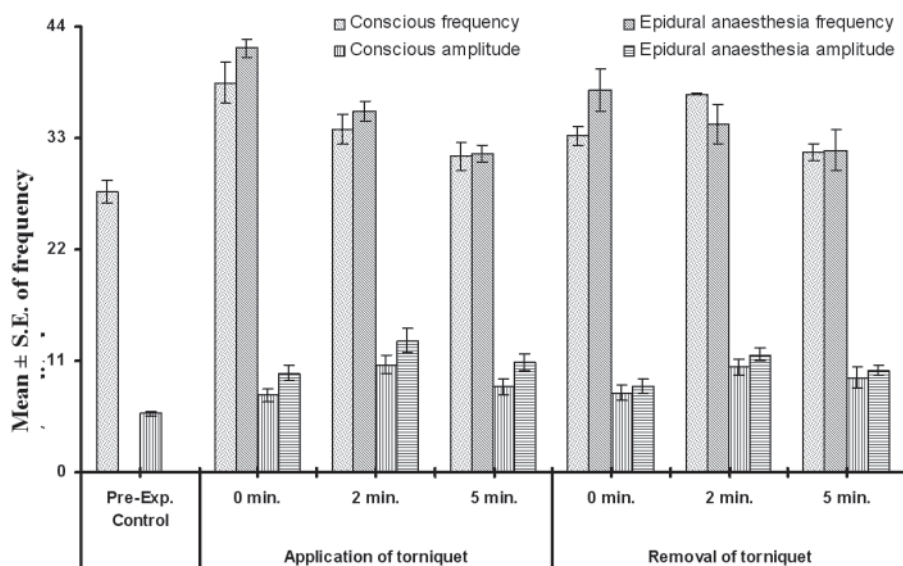 44
33
22
11
0
Mean ± S.E. of frequency
Conscious frequency
Epidural anaesthesia frequency
Conscious amplitude
Epidural anaesthesia amplitude
Pre-Exp.
Control
0 min.
2 min.
5 min.
0 min.
2 min.
5 min.
Application of torniquet
Removal of torniquet